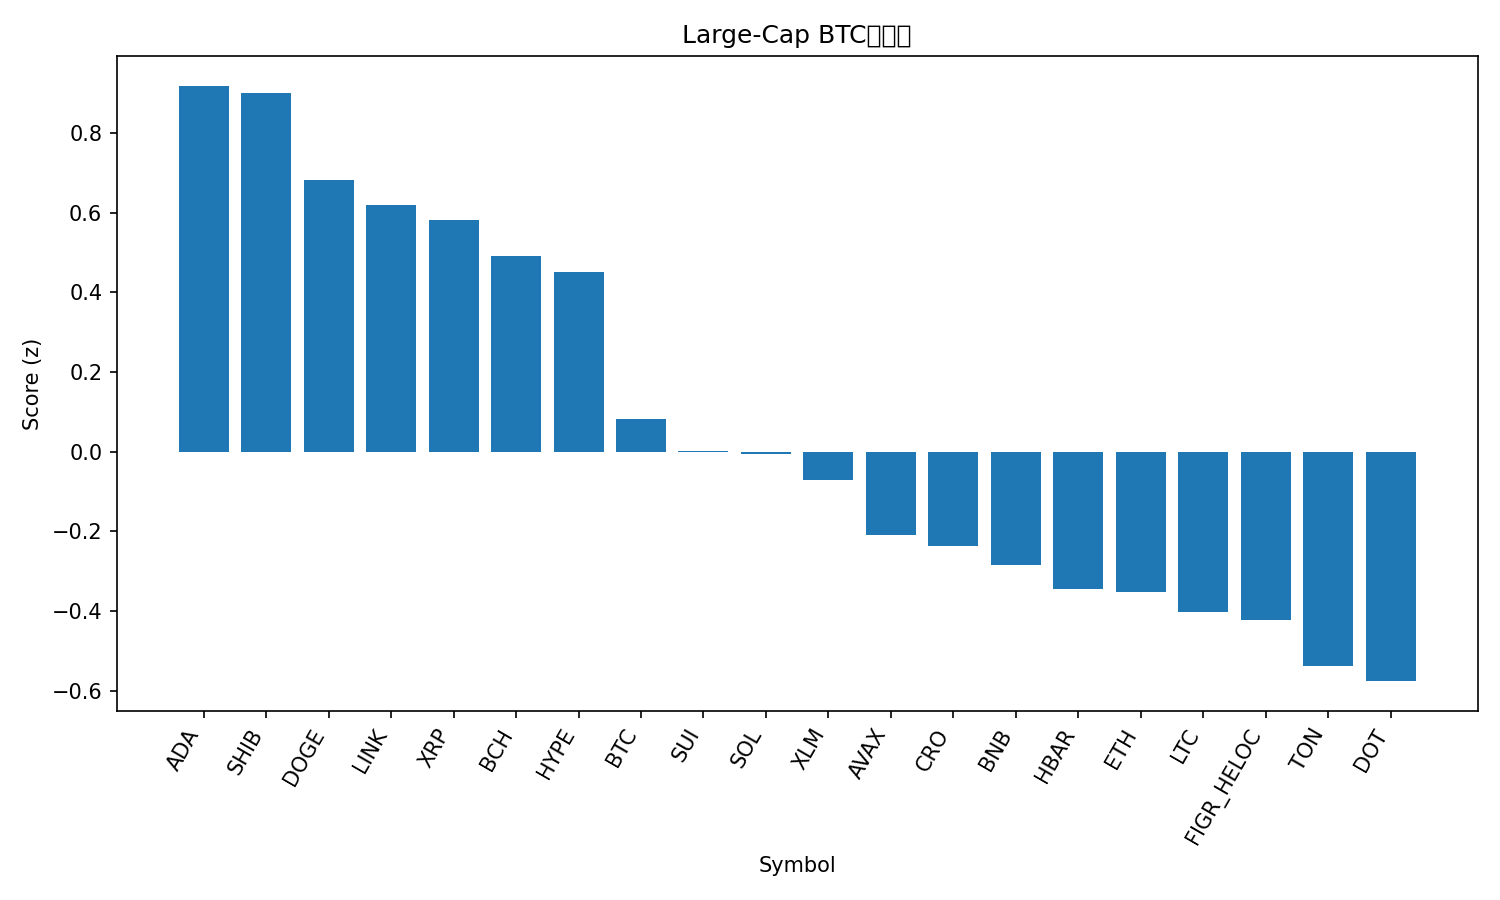 Large-Cap BTC
0.8
0.6
0.4
0.2
0.0
−0.2
−0.4
−0.6
Score (z)
ADA
SHIB
DOGE
LINK
XRP
BCH
HYPE
BTC
SUI
SOL
XLM
AVAX
CRO
BNB
HBAR
ETH
LTC
FIGR_HELOC
TON
DOT
Symbol